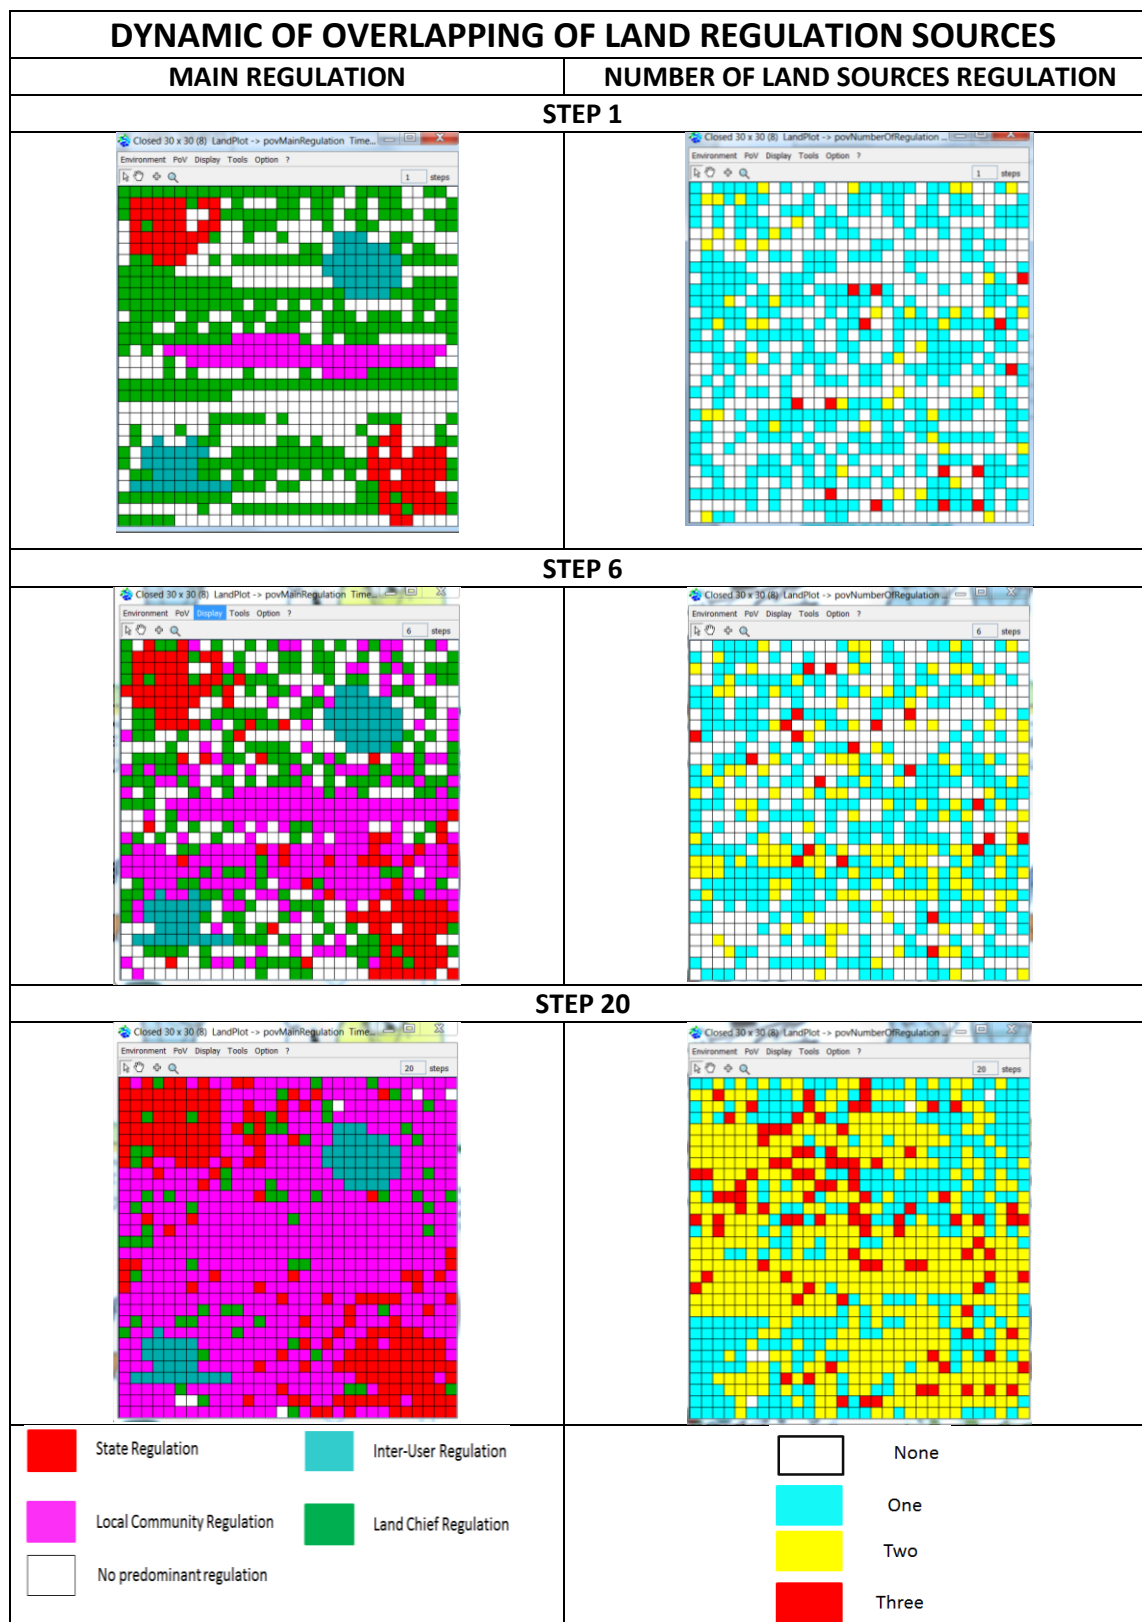 DYNAMIC OF OVERLAPPING OF LAND REGULATION SOURCES
MAIN REGULATION
NUMBER OF LAND SOURCES REGULATION
STEP 1
Closed 30 x 30 (8) LandPlot -> povMainRegulation Time...
Environment PoV Display Tools Option ?
1 steps
Closed 30 x 30 (8) LandPlot -> povNumberOfRegulation ...
Environment PoV Display Tools Option ?
1 steps
STEP 6
Closed 30 x 30 (8) LandPlot -> povMainRegulation Time...
Environment PoV Display Tools Option ?
6 steps
Closed 30 x 30 (8) LandPlot -> povNumberOfRegulation ...
Environment PoV Display Tools Option ?
6 steps
STEP 20
Closed 30 x 30 (8) LandPlot -> povMainRegulation Time...
Environment PoV Display Tools Option ?
20 steps
Closed 30 x 30 (8) LandPlot -> povNumberOfRegulation ...
Environment PoV Display Tools Option ?
20 steps
State Regulation
Inter-User Regulation
Local Community Regulation
Land Chief Regulation
No predominant regulation
None
One
Two
Three